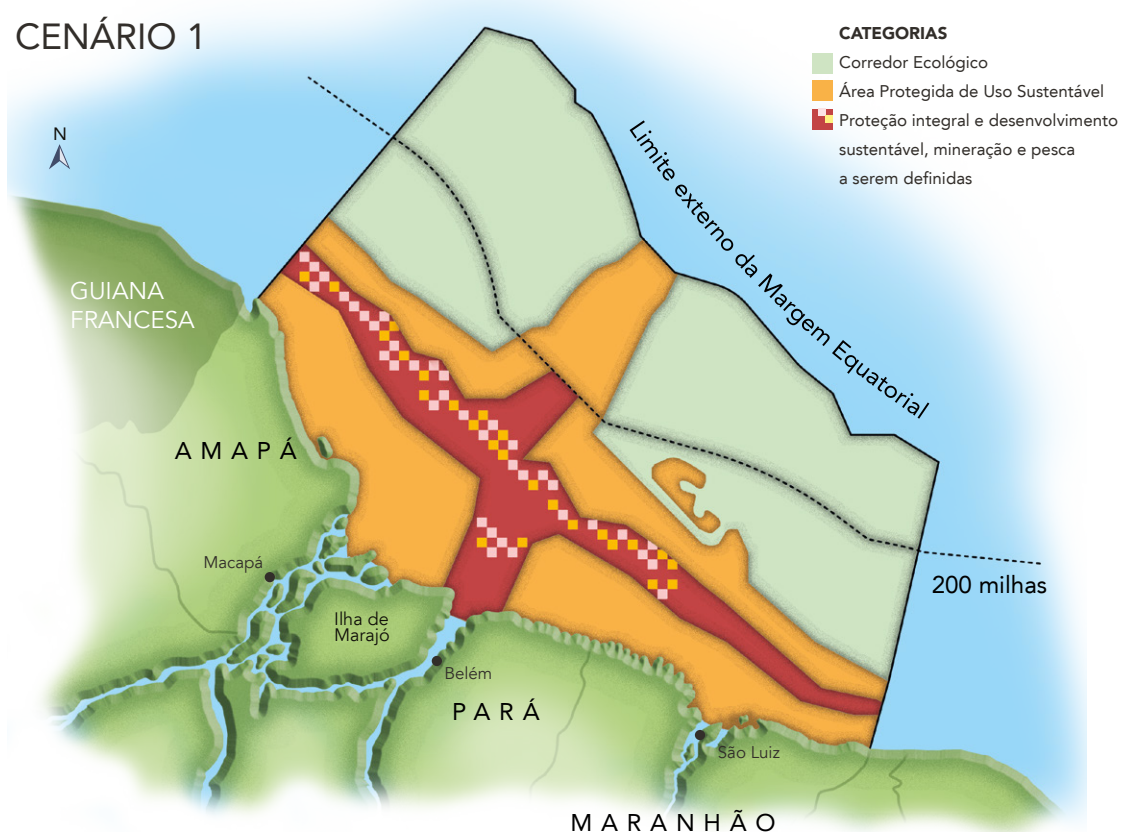 CENÁRIO 1
CATEGORIAS
Corredor Ecológico
Área Protegida de Uso Sustentável
Proteção integral e desenvolvimento
sustentável, mineração e pesca
a serem definidas
N
Limite externo da Margem Equatorial
GUIANA
FRANCESA
AMAPÁ
Macapá
200 milhas
Ilha de
Marajó
Belém
PARÁ
São Luiz
MARANHÃO